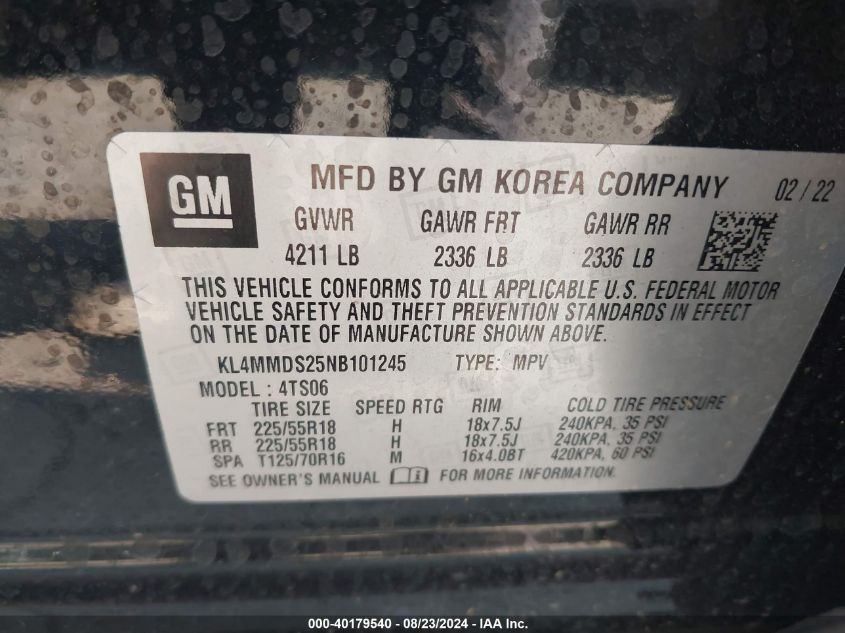 GM
MFD BY GM KOREA COMPANY 02/22
GVWR GAWR FRT GAWR RR
4211 LB 2336 LB 2336 LB
THIS VEHICLE CONFORMS TO ALL APPLICABLE U.S. FEDERAL MOTOR
VEHICLE SAFETY AND THEFT PREVENTION STANDARDS IN EFFECT
ON THE DATE OF MANUFACTURE SHOWN ABOVE.
KL4MMDS25NB101245 TYPE: MPV
MODEL: 4TS06
TIRE SIZE SPEED RTG RIM COLD TIRE PRESSURE
FRT 225/55R18 H 18x7.5J 240KPA, 35 PSI
RR 225/55R18 H 18x7.5J 240KPA, 35 PSI
SPA T125/70R16 M 16x4.0BT 420KPA, 60 PSI
SEE OWNER'S MANUAL FOR MORE INFORMATION.
000-40179540 - 08/23/2024 - IAA Inc.